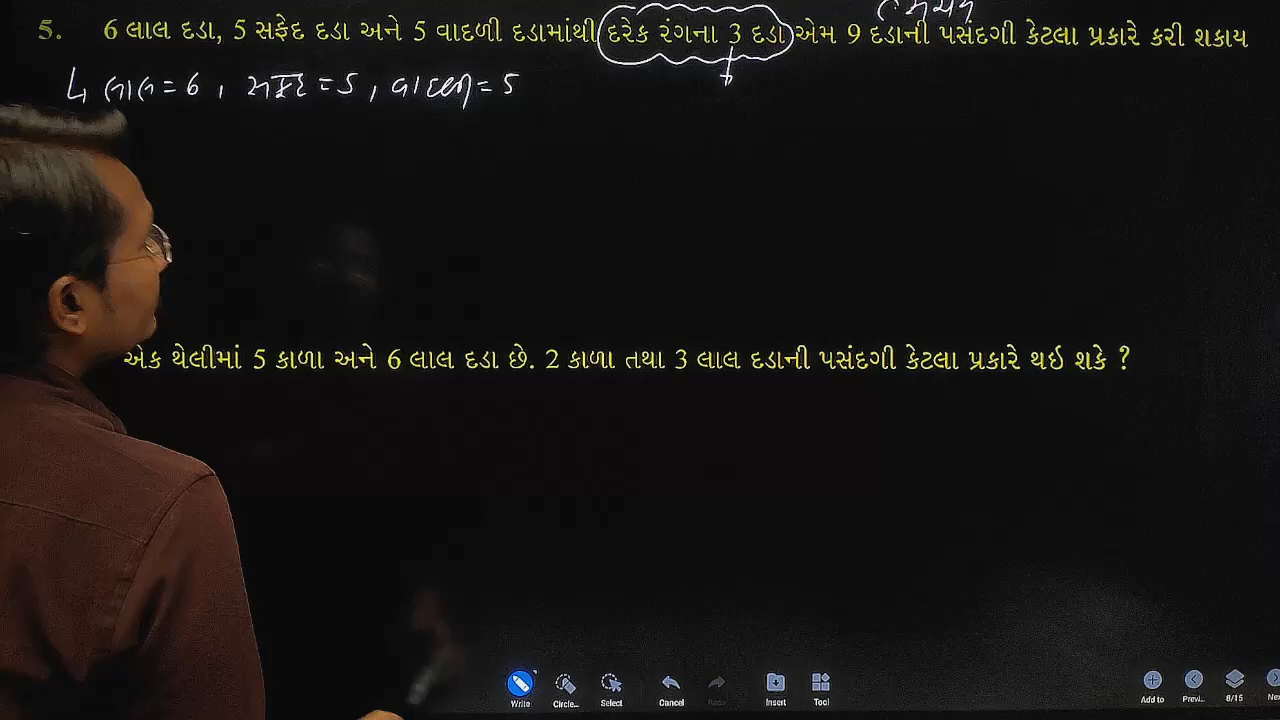 5. 6 લાલ દડા, 5 સફેદ દડા અને 5 વાદળી દડામાંથી દરેક રંગના 3 દડા એમ 9 દડાની પસંદગી કેટલા પ્રકારે કરી શકાય
લાલ = 6 , સફેદ = 5 , વાદળી = 5
એક થેલીમાં 5 કાળા અને 6 લાલ દડા છે. 2 કાળા તથા 3 લાલ દડાની પસંદગી કેટલા પ્રકારે થઇ શકે ?
Write Circle... Select Cancel Redo Insert Tool Add to Previ... 8/15